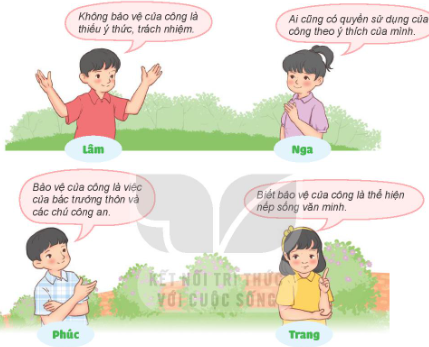 Không bảo vệ của công là
thiếu ý thức, trách nhiệm.
Ai cũng có quyền sử dụng của
công theo ý thích của mình.
Lâm
Nga
Bảo vệ của công là việc
của bác trưởng thôn và
các chú công an.
Biết bảo vệ của công là thể hiện
nếp sống văn minh.
KẾT NỐI TRI THỨC
VỚI CUỘC SỐNG
Phúc
Trang